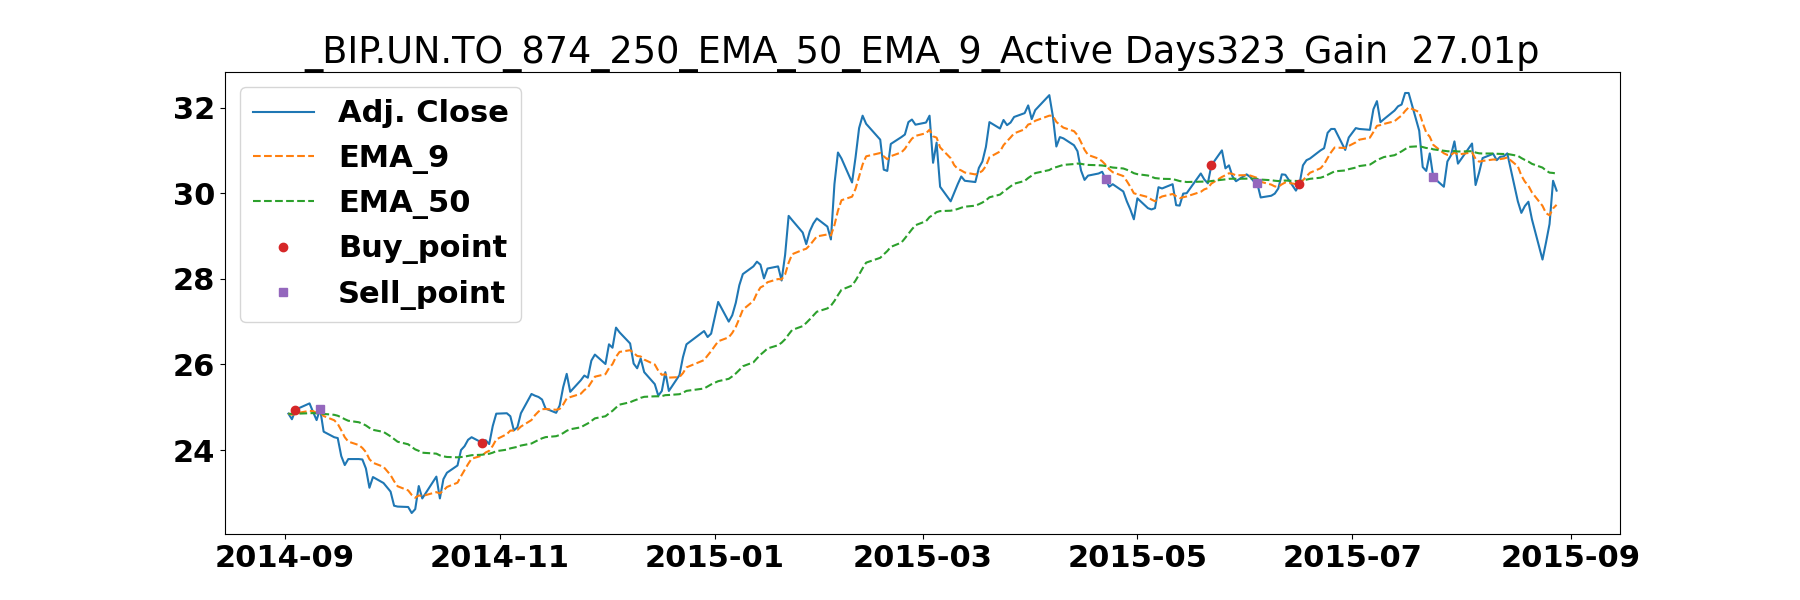 _BIP.UN.TO_874_250_EMA_50_EMA_9_Active Days323_Gain  27.01p
Adj. Close
EMA_9
EMA_50
Buy_point
Sell_point
32
30
28
26
24
2014-09 2014-11 2015-01 2015-03 2015-05 2015-07 2015-09